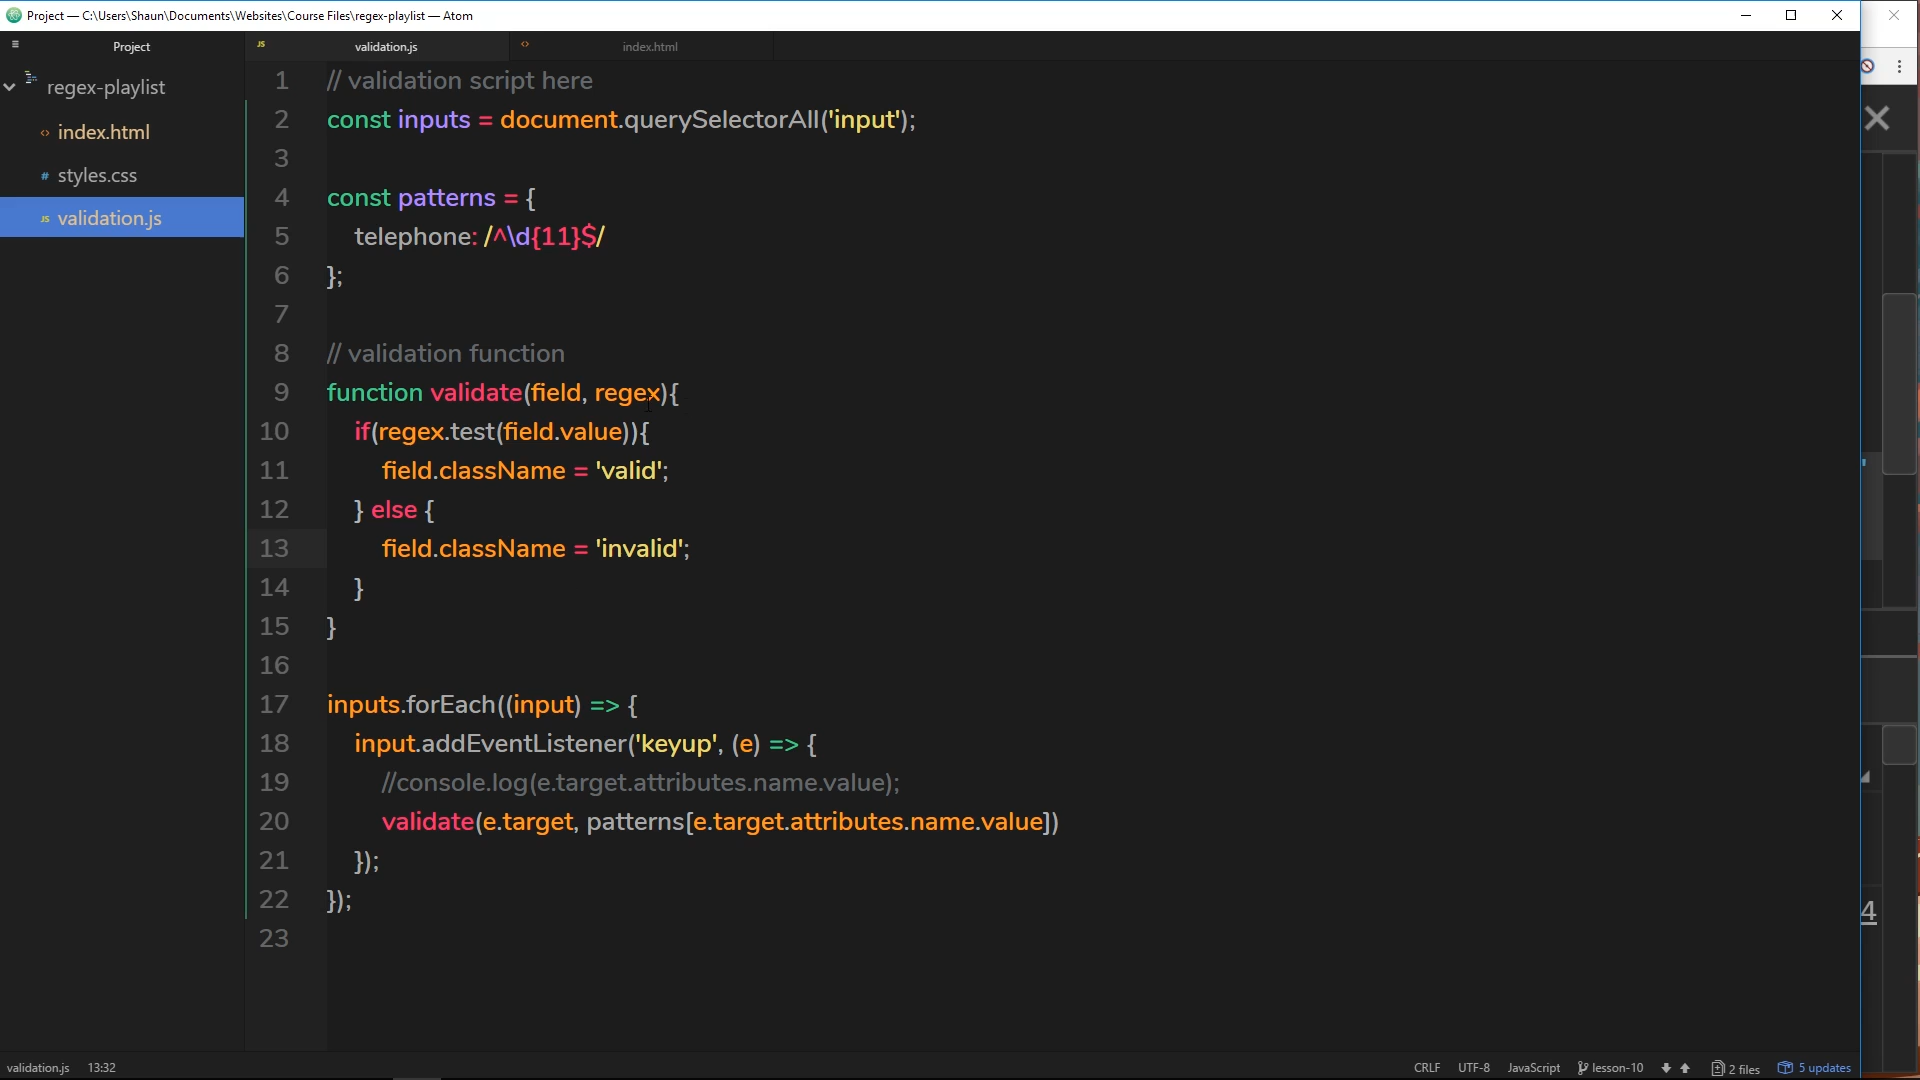 Project — C:\Users\Shaun\Documents\Websites\Course Files\regex-playlist — Atom
Project
validation.js
index.html
regex-playlist
index.html
styles.css
validation.js
1 // validation script here
2 const inputs = document.querySelectorAll('input');
3
4 const patterns = {
5 telephone: /^\d{11}$/
6 };
7
8 // validation function
9 function validate(field, regex){
10 if(regex.test(field.value)){
11 field.className = 'valid';
12 } else {
13 field.className = 'invalid';
14 }
15 }
16
17 inputs.forEach((input) => {
18 input.addEventListener('keyup', (e) => {
19 //console.log(e.target.attributes.name.value);
20 validate(e.target, patterns[e.target.attributes.name.value])
21 });
22 });
23
4
validation.js 13:32 CRLF UTF-8 JavaScript lesson-10 2 files 5 updates